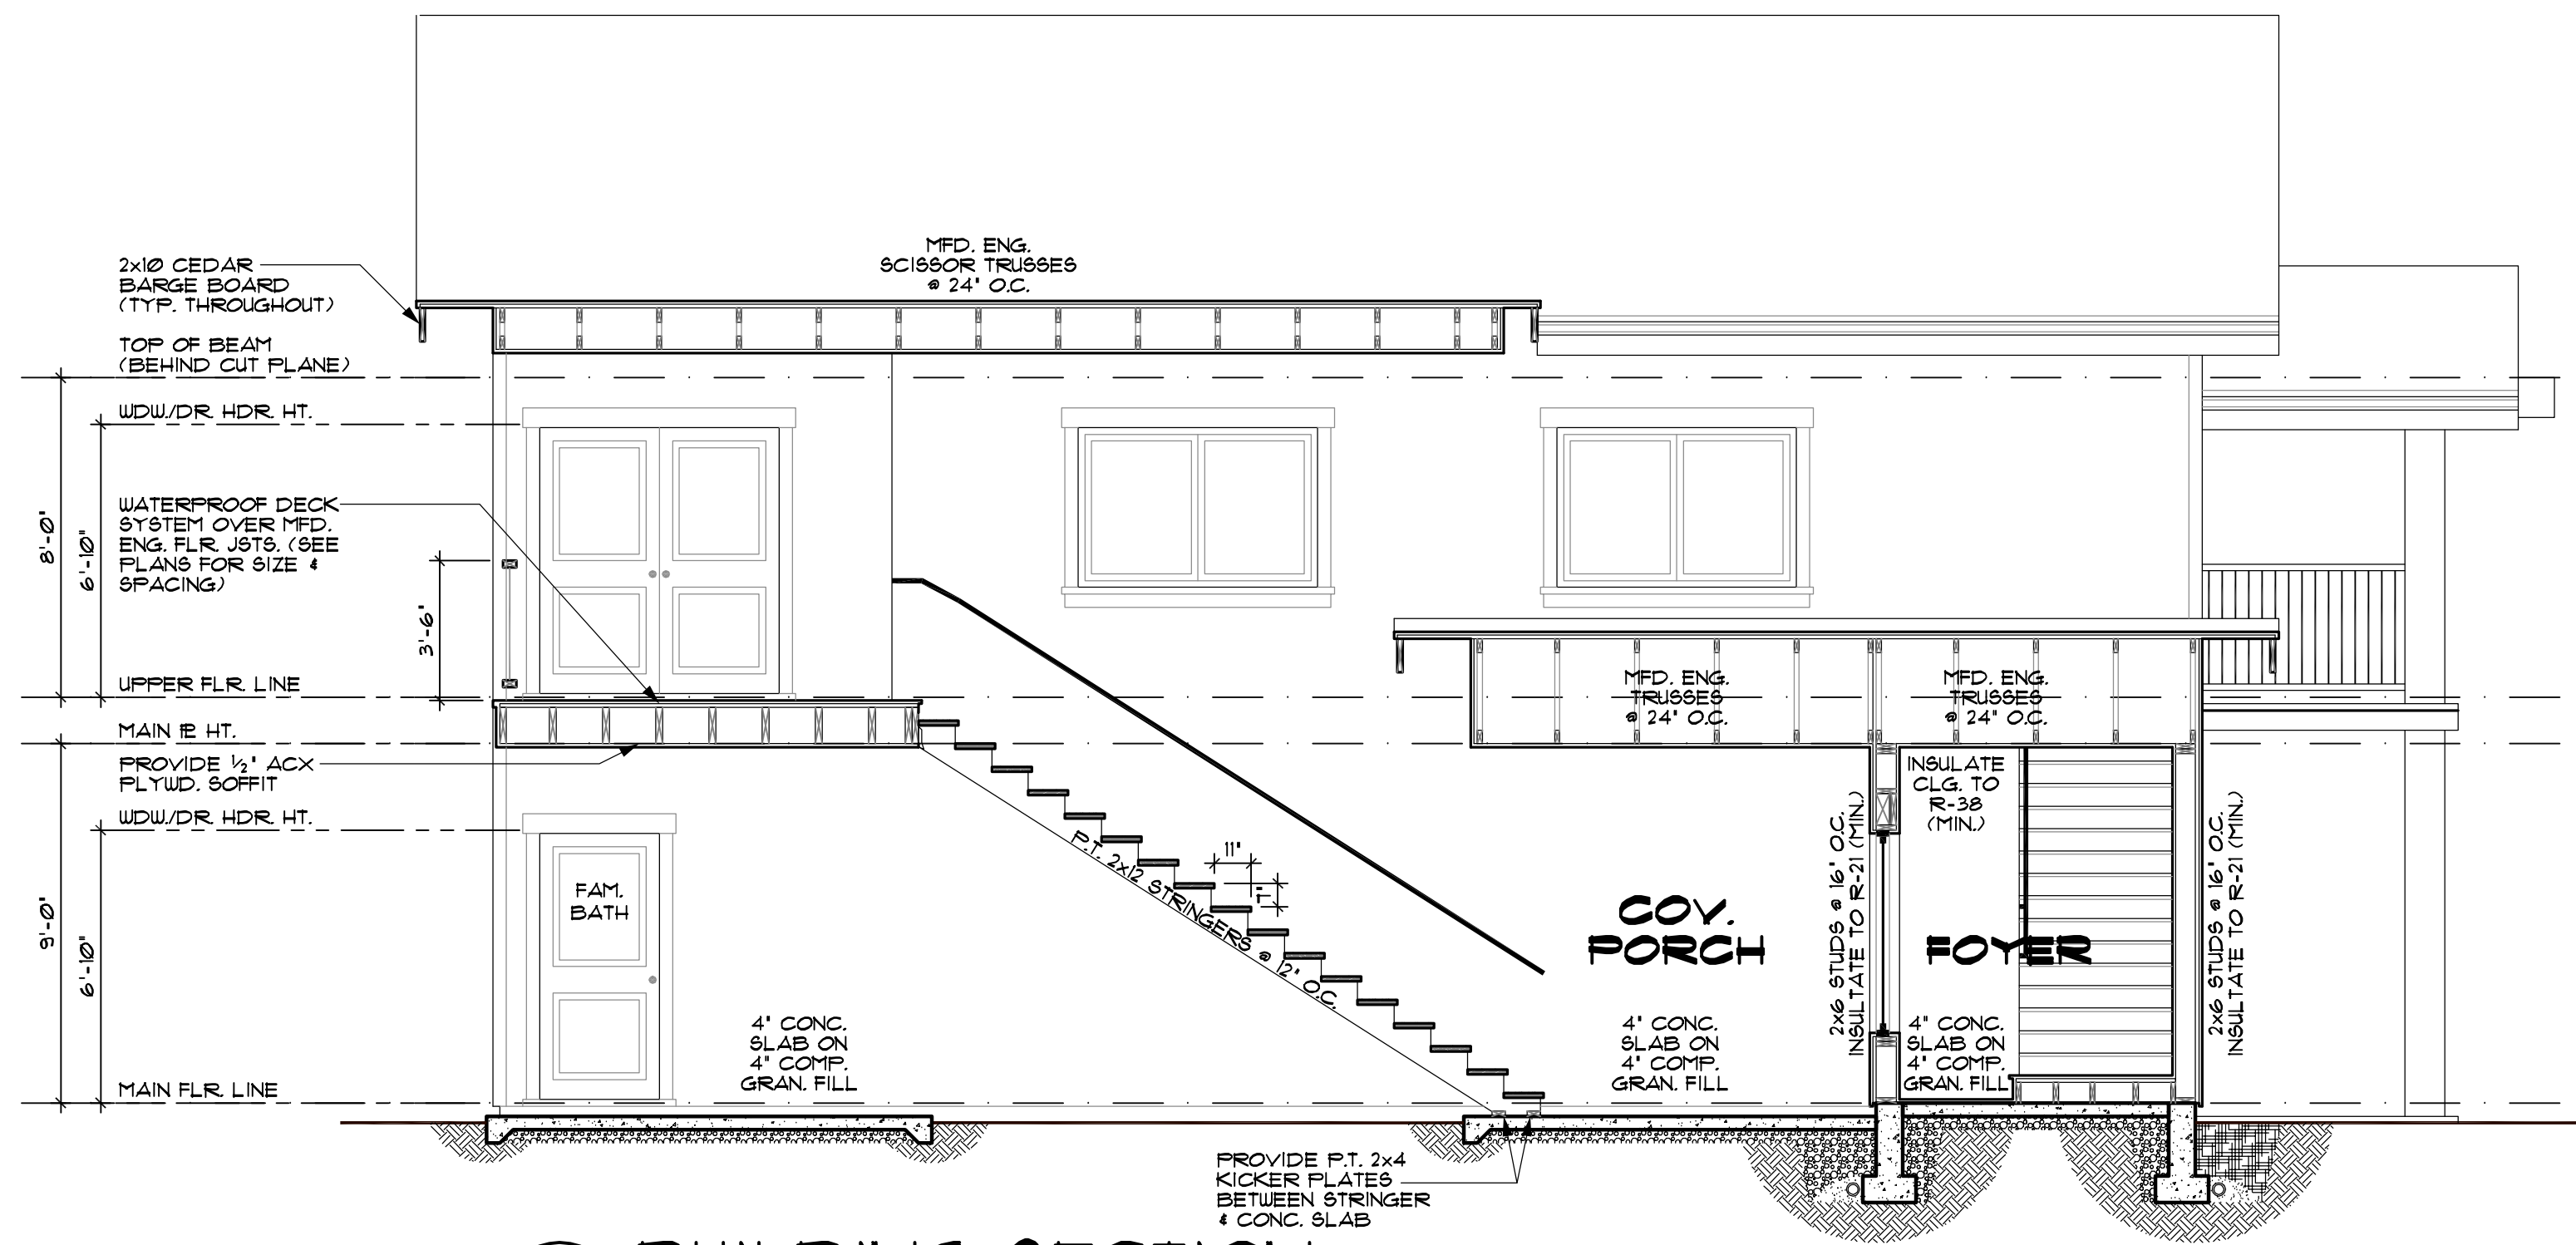 MFD. ENG.
SCISSOR TRUSSES
@ 24" O.C.
2x10 CEDAR
BARGE BOARD
(TYP. THROUGHOUT)
TOP OF BEAM
(BEHIND CUT PLANE)
WDW./DR. HDR. HT.
WATERPROOF DECK
SYSTEM OVER MFD.
ENG. FLR. JSTS. (SEE
PLANS FOR SIZE &
SPACING)
8'-0"
6'-10"
3'-6"
UPPER FLR. LINE
MAIN PL HT.
PROVIDE 1/2" ACX
PLYWD. SOFFIT
WDW./DR. HDR. HT.
9'-0"
6'-10"
MAIN FLR. LINE
FAM.
BATH
4" CONC.
SLAB ON
4" COMP.
GRAN. FILL
P.T. 2x12 STRINGERS @ 12" O.C.
11"
7"
MFD. ENG.
TRUSSES
@ 24" O.C.
MFD. ENG.
TRUSSES
@ 24" O.C.
COV.
PORCH
4" CONC.
SLAB ON
4" COMP.
GRAN. FILL
2x6 STUDS @ 16" O.C.
INSULTATE TO R-21 (MIN.)
INSULATE
CLG. TO
R-38
(MIN.)
FOYER
4" CONC.
SLAB ON
4" COMP.
GRAN. FILL
2x6 STUDS @ 16" O.C.
INSULTATE TO R-21 (MIN.)
PROVIDE P.T. 2x4
KICKER PLATES
BETWEEN STRINGER
& CONC. SLAB
BUILDING SECTION